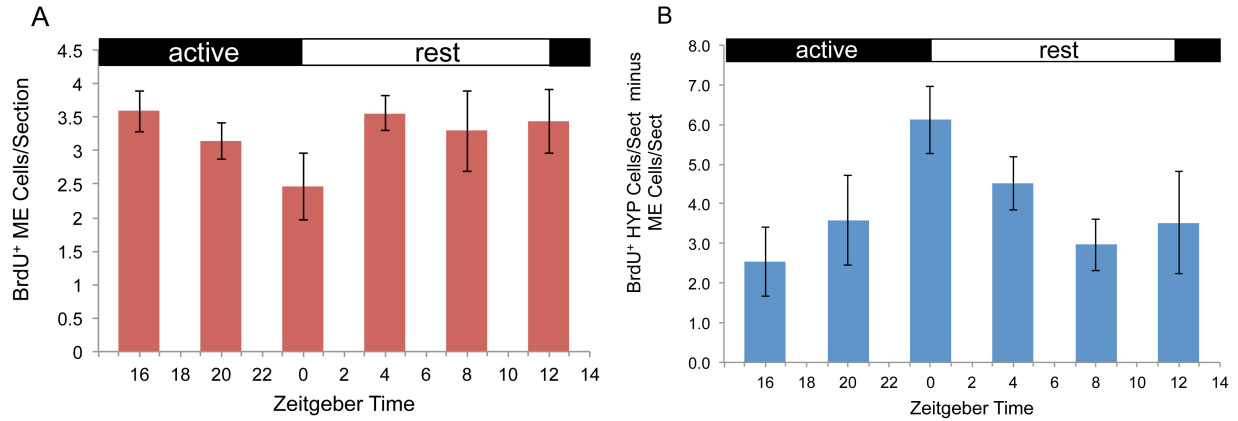 A
active rest
4.5
4
3.5
3
2.5
2
1.5
1
0.5
0
BrdU⁺ ME Cells/Section
16 18 20 22 0 2 4 6 8 10 12 14
Zeitgeber Time
B
active rest
8.0
7.0
6.0
5.0
4.0
3.0
2.0
1.0
0.0
BrdU⁺ HYP Cells/Sect minus
ME Cells/Sect
16 18 20 22 0 2 4 6 8 10 12 14
Zeitgeber Time